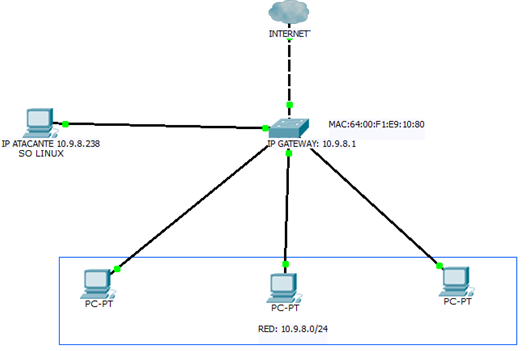 INTERNET
MAC:64:00:F1:E9:10:80
IP ATACANTE 10.9.8.238
SO LINUX
IP GATEWAY: 10.9.8.1
PC-PT
PC-PT
PC-PT
RED: 10.9.8.0/24